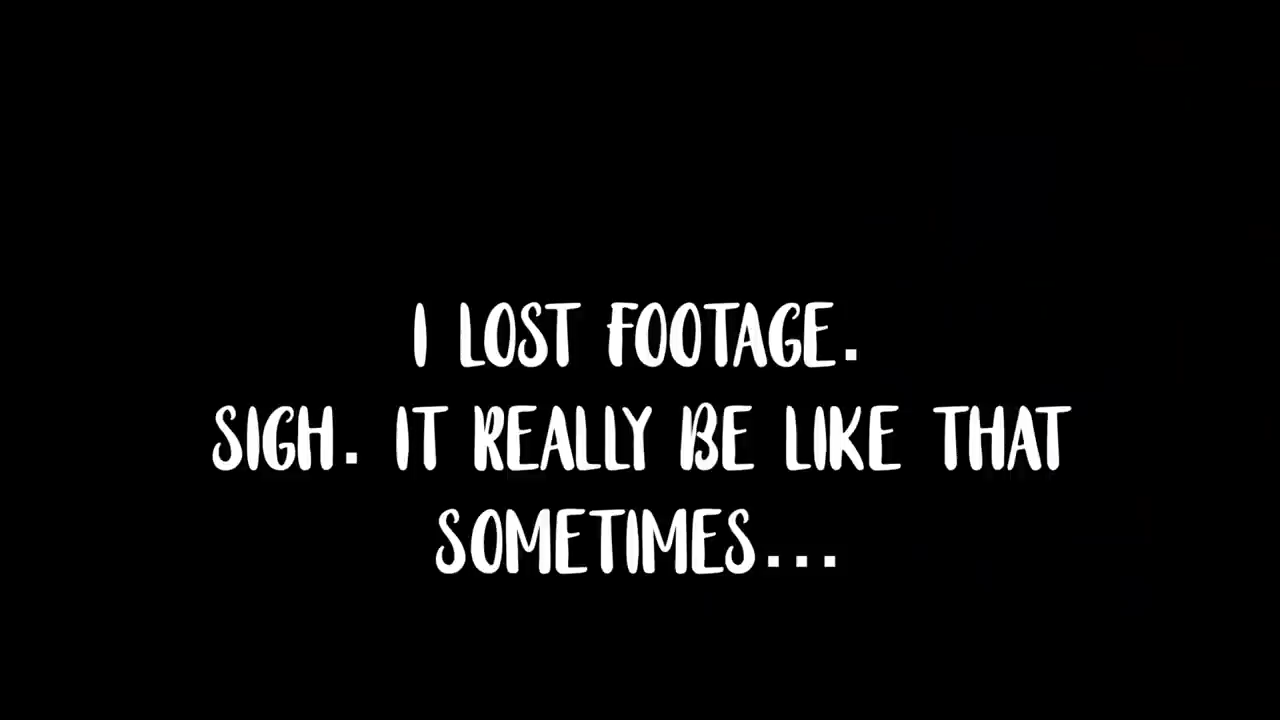 I LOST FOOTAGE.
SIGH. IT REALLY BE LIKE THAT
SOMETIMES...